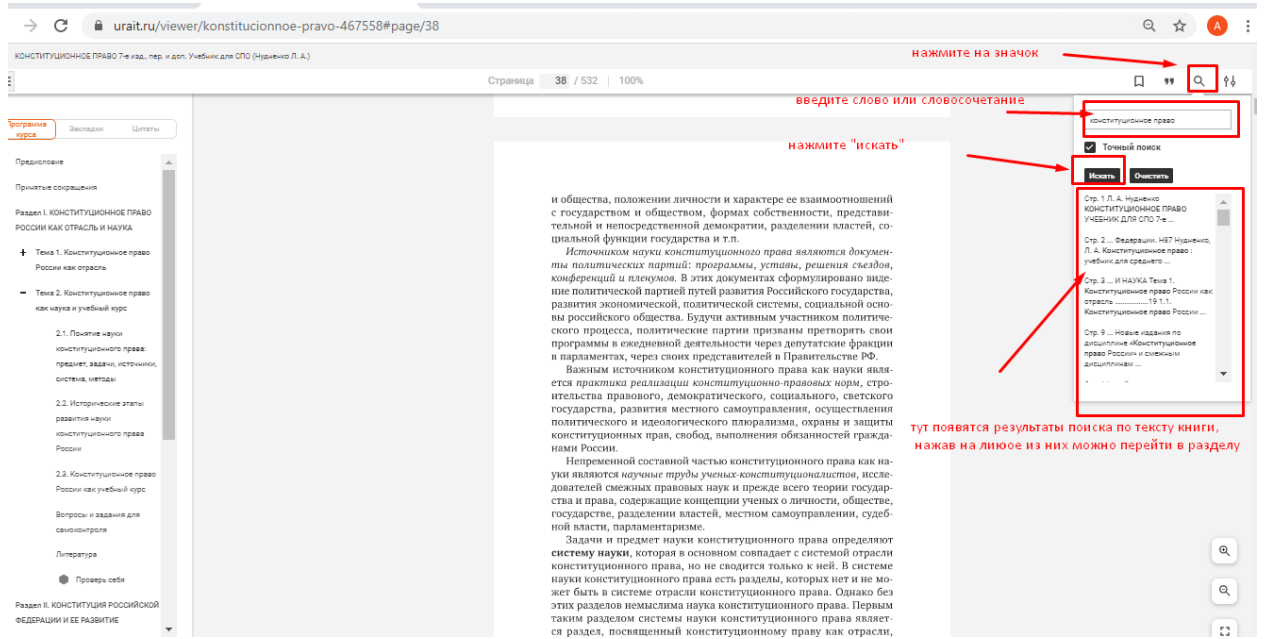 urait.ru/viewer/konstitucionnoe-pravo-467558#page/38
А
КОНСТИТУЦИОННОЕ ПРАВО 7-е изд., пер. и доп. Учебник для СПО (Нудненко Л. А.)
нажмите на значок
Страница 38 / 532 | 100%
введите слово или словосочетание
Программа курса
Закладки
Цитаты
конституционное право
Точный поиск
нажмите "искать"
Искать
Очистить
Предисловие
Принятые сокращения
Раздел I. КОНСТИТУЦИОННОЕ ПРАВО
РОССИИ КАК ОТРАСЛЬ И НАУКА
Тема 1. Конституционное право
России как отрасль
Тема 2. Конституционное право
как наука и учебный курс
2.1. Понятие науки
конституционного права:
предмет, задачи, источники,
система, методы
2.2. Исторические этапы
развития науки
конституционного права
России
2.3. Конституционное право
России как учебный курс
Вопросы и задания для
самоконтроля
Литература
Проверь себя
Раздел II. КОНСТИТУЦИЯ РОССИЙСКОЙ
ФЕДЕРАЦИИ И ЕЕ РАЗВИТИЕ
и общества, положении личности и характере ее взаимоотношений
с государством и обществом, формах собственности, представи-
тельной и непосредственной демократии, разделении властей, со-
циальной функции государства и т.п.
Источником науки конституционного права являются докумен-
ты политических партий: программы, уставы, решения съездов,
конференций и пленумов. В этих документах сформулировано виде-
ние политической партией путей развития Российского государства,
развития экономической, политической системы, социальной осно-
вы российского общества. Будучи активным участником политиче-
ского процесса, политические партии призваны претворять свои
программы в ежедневной деятельности через депутатские фракции
в парламентах, через своих представителей в Правительстве РФ.
Важным источником конституционного права как науки явля-
ется практика реализации конституционно-правовых норм, стро-
ительства правового, демократического, социального, светского
государства, развития местного самоуправления, осуществления
политического и идеологического плюрализма, охраны и защиты
конституционных прав, свобод, выполнения обязанностей гражда-
нами России.
Непременной составной частью конституционного права как на-
уки являются научные труды ученых-конституционалистов, иссле-
дователей смежных правовых наук и прежде всего теории государ-
ства и права, содержащие концепции ученых о личности, обществе,
государстве, разделении властей, местном самоуправлении, судеб-
ной власти, парламентаризме.
Задачи и предмет науки конституционного права определяют
систему науки, которая в основном совпадает с системой отрасли
конституционного права, но не сводится только к ней. В системе
науки конституционного права есть разделы, которых нет и не мо-
жет быть в системе отрасли конституционного права. Однако без
этих разделов немыслима наука конституционного права. Первым
таким разделом системы науки конституционного права являет-
ся раздел, посвященный конституционному праву как отрасли,
Стр. 1 Л. А. Нудненко
КОНСТИТУЦИОННОЕ ПРАВО
УЧЕБНИК ДЛЯ СПО 7-е ...
Стр. 2 ... Федерации. Н87 Нудненко,
Л. А. Конституционное право :
учебник для среднего ...
Стр. 3 ... И НАУКА Тема 1.
Конституционное право России как
отрасль ................19 1.1.
Конституционное право России ...
Стр. 9 ... Новые издания по
дисциплине «Конституционное
право России» и смежным
дисциплинам ...
тут появятся результаты поиска по тексту книги,
нажав на лиюое из них можно перейти в разделу